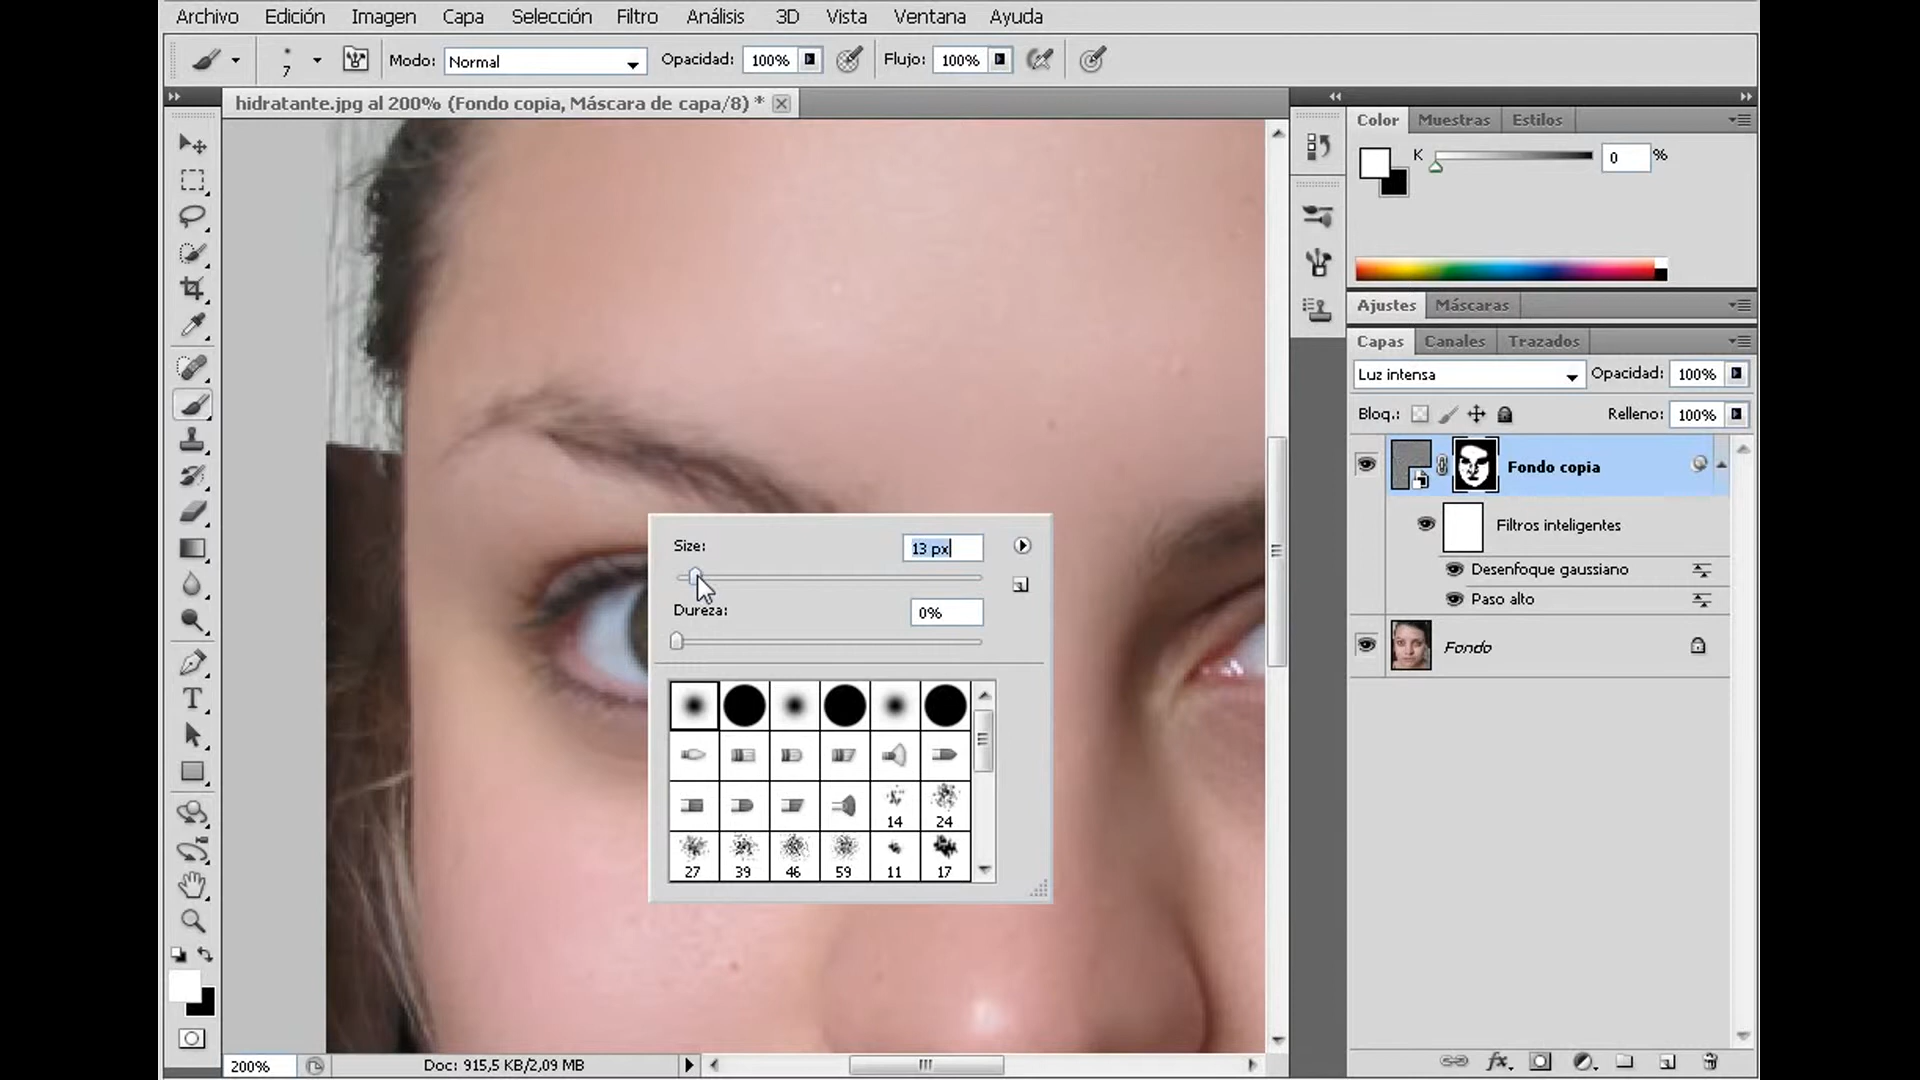 Archivo Edición Imagen Capa Selección Filtro Análisis 3D Vista Ventana Ayuda
7 Modo: Normal Opacidad: 100% Flujo: 100%
hidratante.jpg al 200% (Fondo copia, Máscara de capa/8) *
Color Muestras Estilos
K 0 %
Ajustes Máscaras
Capas Canales Trazados
Luz intensa Opacidad: 100%
Bloq.: Relleno: 100%
Fondo copia
Filtros inteligentes
Desenfoque gaussiano
Paso alto
Fondo
Size: 13 px
Dureza: 0%
14 24
27 39 46 59 11 17
T
200% Doc: 915,5 KB/2,09 MB
fx